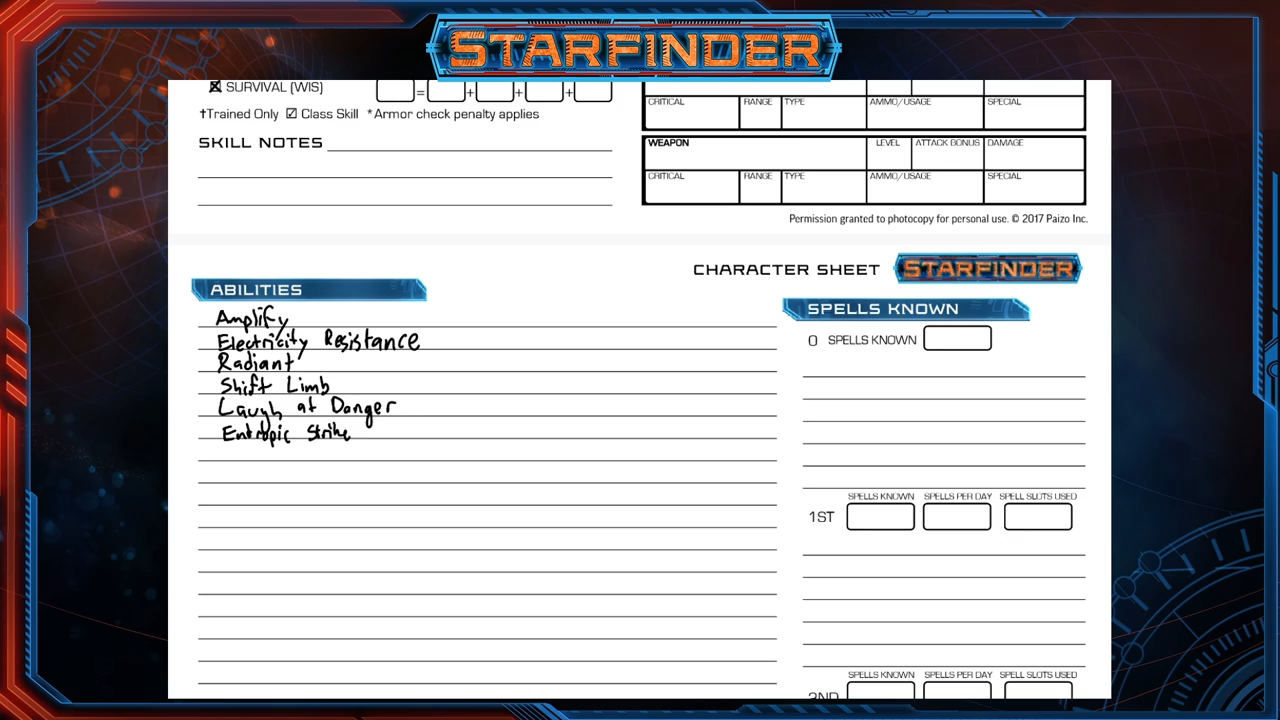 STARFINDER
SURVIVAL (WIS) = + + +
†Trained Only ☑ Class Skill *Armor check penalty applies
SKILL NOTES
CRITICAL RANGE TYPE AMMO/USAGE SPECIAL
WEAPON LEVEL ATTACK BONUS DAMAGE
CRITICAL RANGE TYPE AMMO/USAGE SPECIAL
Permission granted to photocopy for personal use. © 2017 Paizo Inc.
CHARACTER SHEET STARFINDER
ABILITIES
Amplify
Electricity Resistance
Radiant
Shift Limb
Laugh at Danger
Entropic Strike
SPELLS KNOWN
0 SPELLS KNOWN
SPELLS KNOWN SPELLS PER DAY SPELL SLOTS USED
1ST
SPELLS KNOWN SPELLS PER DAY SPELL SLOTS USED
2ND